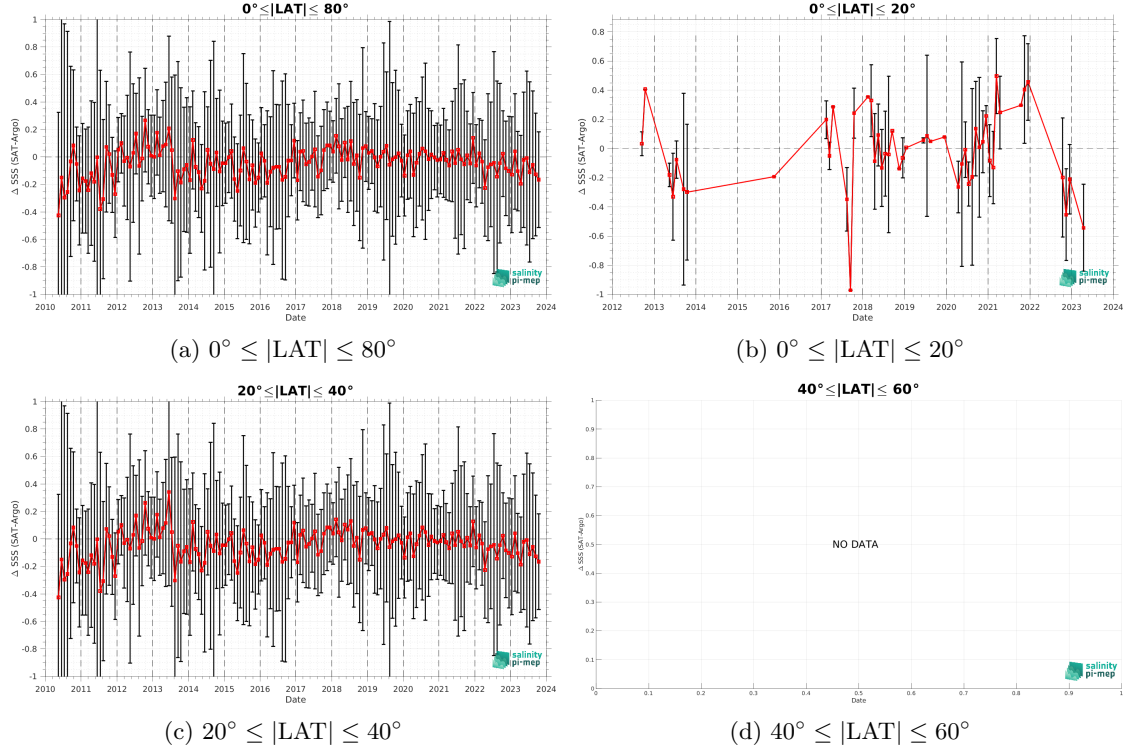 0°≤|LAT|≤ 80°
1
0.8
0.6
0.4
0.2
0
-0.2
-0.4
-0.6
-0.8
-1
Δ SSS (SAT-Argo)
2010 2011 2012 2013 2014 2015 2016 2017 2018 2019 2020 2021 2022 2023 2024
Date
salinity
pi-mep
(a) 0° ≤ |LAT| ≤ 80°
0°≤|LAT|≤ 20°
0.8
0.6
0.4
0.2
0
-0.2
-0.4
-0.6
-0.8
-1
Δ SSS (SAT-Argo)
2012 2013 2014 2015 2016 2017 2018 2019 2020 2021 2022 2023 2024
Date
salinity
pi-mep
(b) 0° ≤ |LAT| ≤ 20°
20°≤|LAT|≤ 40°
1
0.8
0.6
0.4
0.2
0
-0.2
-0.4
-0.6
-0.8
-1
Δ SSS (SAT-Argo)
2010 2011 2012 2013 2014 2015 2016 2017 2018 2019 2020 2021 2022 2023 2024
Date
salinity
pi-mep
(c) 20° ≤ |LAT| ≤ 40°
40°≤|LAT|≤ 60°
1
0.9
0.8
0.7
0.6
0.5
0.4
0.3
0.2
0.1
0
Δ SSS (SAT-Argo)
NO DATA
0 0.1 0.2 0.3 0.4 0.5 0.6 0.7 0.8 0.9 1
Date
salinity
pi-mep
(d) 40° ≤ |LAT| ≤ 60°